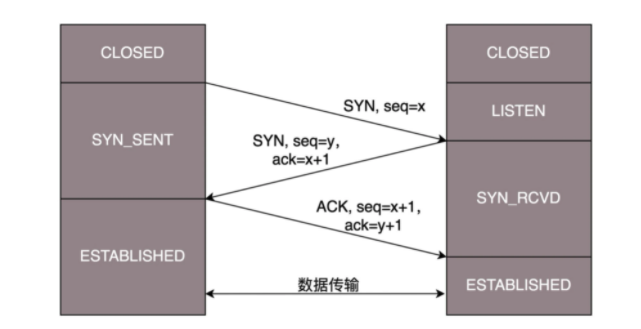 CLOSED
CLOSED
SYN, seq=x
LISTEN
SYN_SENT
SYN, seq=y,
ack=x+1
SYN_RCVD
ACK, seq=x+1,
ack=y+1
ESTABLISHED
数据传输
ESTABLISHED